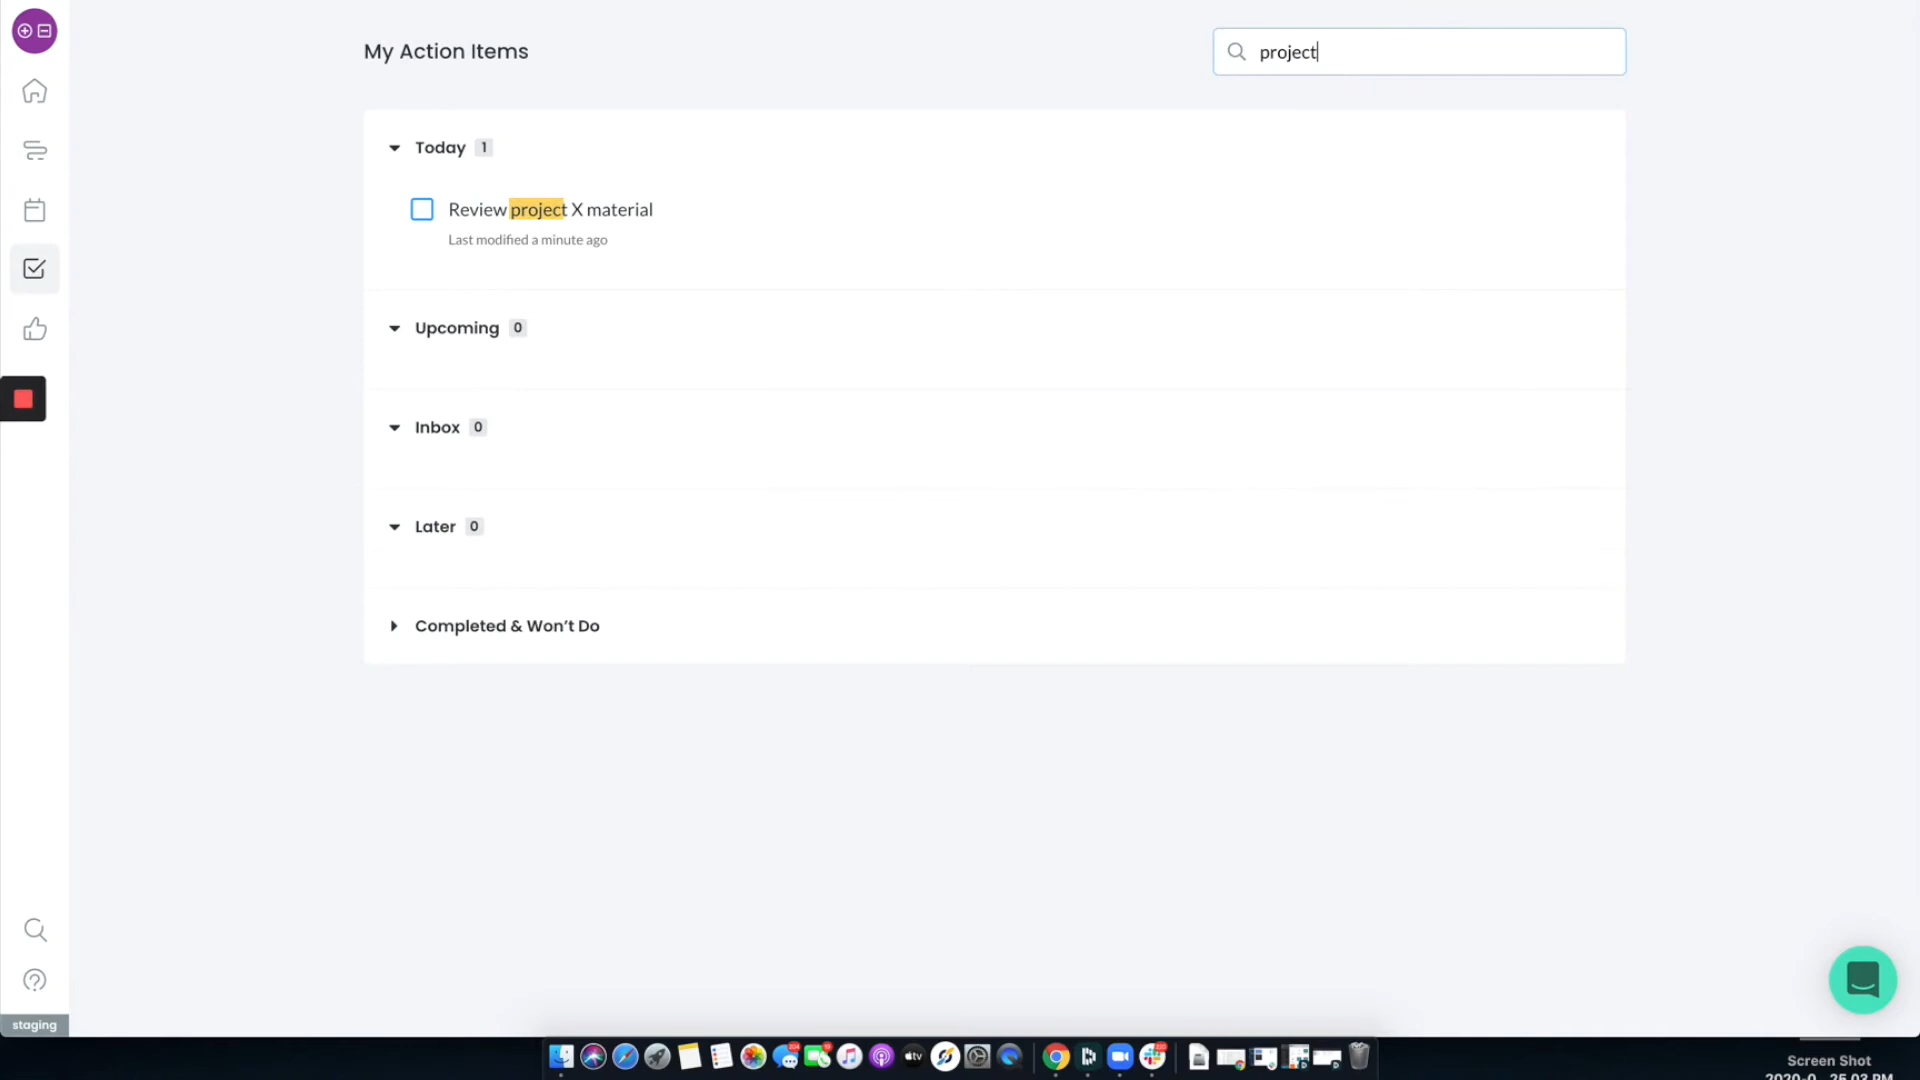 My Action Items
project
Today 1
Review project X material
Last modified a minute ago
Upcoming 0
Inbox 0
Later 0
Completed & Won’t Do
staging
tv
Screen Shot
2020-0...25.03 PM